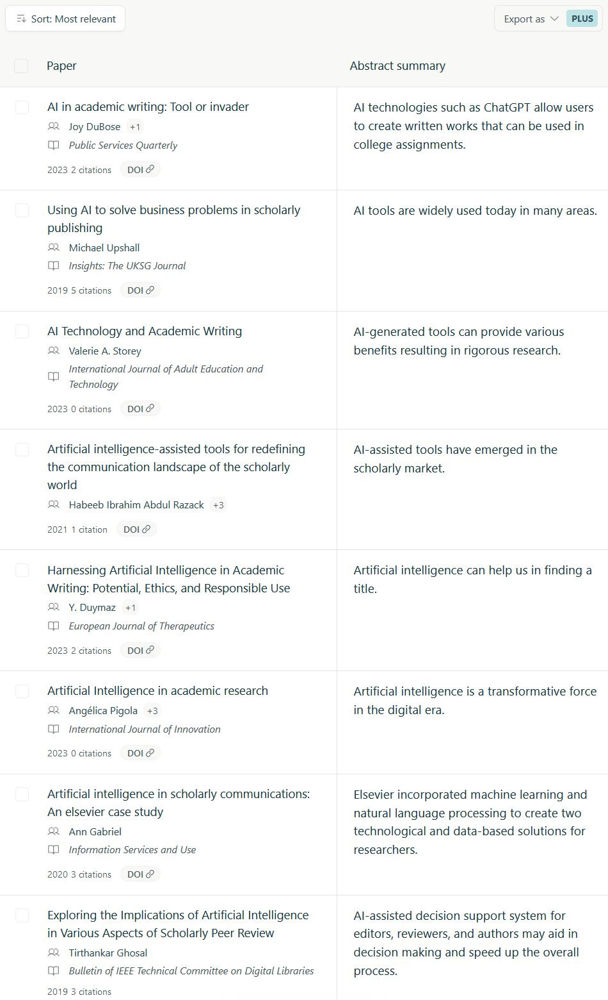 Sort: Most relevant
Export as PLUS
Paper
Abstract summary
AI in academic writing: Tool or invader
Joy DuBose +1
Public Services Quarterly
2023 2 citations DOI
AI technologies such as ChatGPT allow users
to create written works that can be used in
college assignments.
Using AI to solve business problems in scholarly
publishing
Michael Upshall
Insights: The UKSG Journal
2019 5 citations DOI
AI tools are widely used today in many areas.
AI Technology and Academic Writing
Valerie A. Storey
International Journal of Adult Education and
Technology
2023 0 citations DOI
AI-generated tools can provide various
benefits resulting in rigorous research.
Artificial intelligence-assisted tools for redefining
the communication landscape of the scholarly
world
Habeeb Ibrahim Abdul Razack +3
2021 1 citation DOI
AI-assisted tools have emerged in the
scholarly market.
Harnessing Artificial Intelligence in Academic
Writing: Potential, Ethics, and Responsible Use
Y. Duymaz +1
European Journal of Therapeutics
2023 2 citations DOI
Artificial intelligence can help us in finding a
title.
Artificial Intelligence in academic research
Angélica Pigola +3
International Journal of Innovation
2023 0 citations DOI
Artificial intelligence is a transformative force
in the digital era.
Artificial intelligence in scholarly communications:
An elsevier case study
Ann Gabriel
Information Services and Use
2020 3 citations DOI
Elsevier incorporated machine learning and
natural language processing to create two
technological and data-based solutions for
researchers.
Exploring the Implications of Artificial Intelligence
in Various Aspects of Scholarly Peer Review
Tirthankar Ghosal
Bulletin of IEEE Technical Committee on Digital Libraries
2019 3 citations
AI-assisted decision support system for
editors, reviewers, and authors may aid in
decision making and speed up the overall
process.